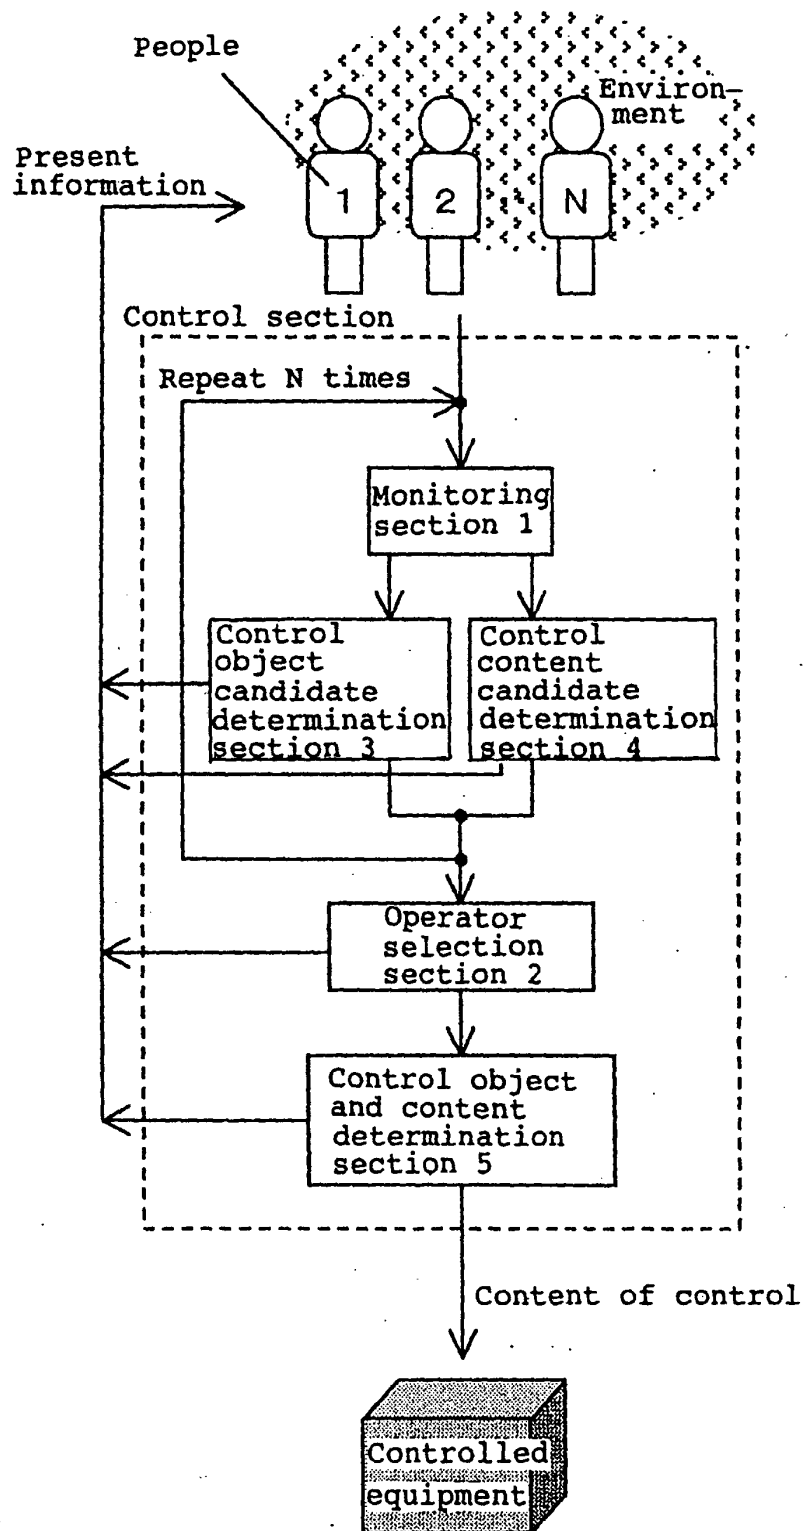 People
Environ-
ment
Present
information
1
2
N
Control section
Repeat N times
Monitoring
section 1
Control
object
candidate
determination
section 3
Control
content
candidate
determination
section 4
Operator
selection
section 2
Control object
and content
determination
section 5
Content of control
Controlled
equipment